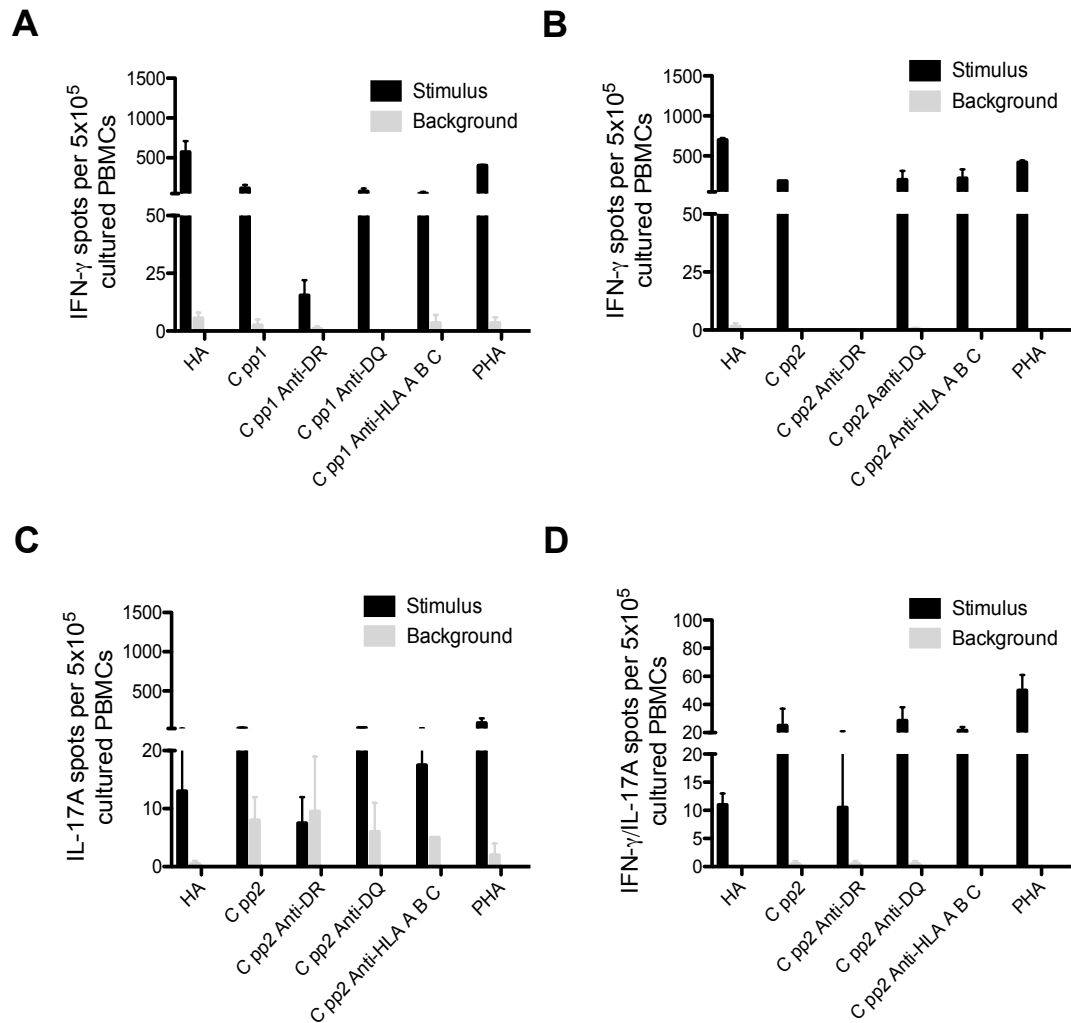 A
IFN-γ spots per 5x10⁵
cultured PBMCs
1500
1000
500
50
25
0
Stimulus
Background
HA
C pp1
C pp1 Anti-DR
C pp1 Anti-DQ
C pp1 Anti-HLA A B C
PHA
B
IFN-γ spots per 5x10⁵
cultured PBMCs
1500
1000
500
50
25
0
Stimulus
Background
HA
C pp2
C pp2 Anti-DR
C pp2 Aanti-DQ
C pp2 Anti-HLA A B C
PHA
C
IL-17A spots per 5x10⁵
cultured PBMCs
1500
1000
500
20
10
0
Stimulus
Background
HA
C pp2
C pp2 Anti-DR
C pp2 Anti-DQ
C pp2 Anti-HLA A B C
PHA
D
IFN-γ/IL-17A spots per 5x10⁵
cultured PBMCs
100
80
60
40
20
20
15
10
5
0
Stimulus
Background
HA
C pp2
C pp2 Anti-DR
C pp2 Anti-DQ
C pp2 Anti-HLA A B C
PHA